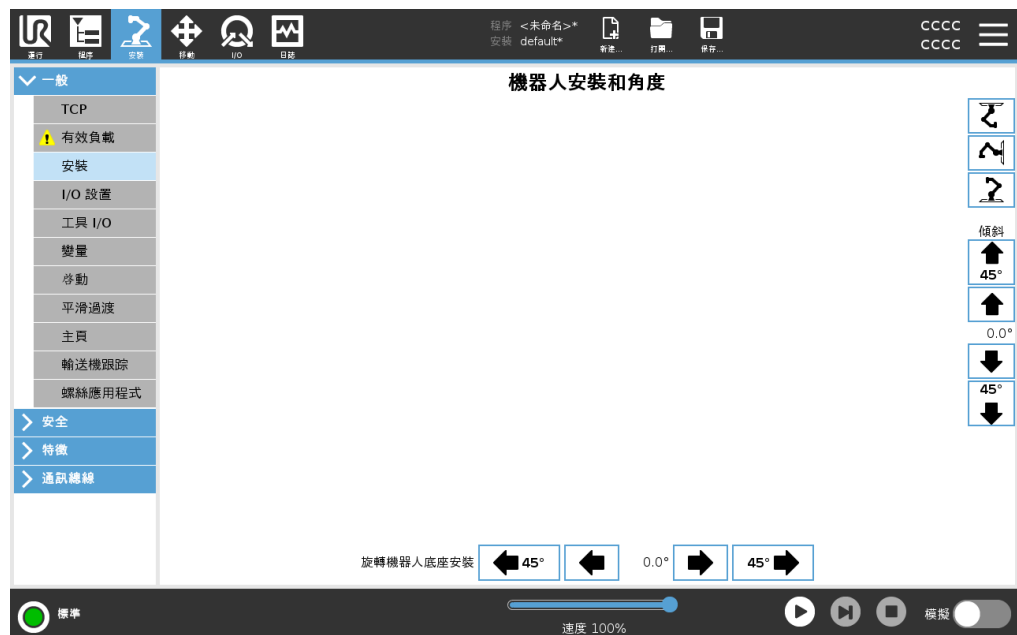 程序 <未命名>*
安裝 default*
運行
程序
安裝
移動
I/O
日誌
新建...
打開...
保存...
CCCC
CCCC
一般
機器人安裝和角度
TCP
有效負載
安裝
I/O 設置
工具 I/O
變量
啓動
平滑過渡
主頁
輸送機跟踪
螺絲應用程式
安全
特徵
通訊總線
傾斜
45°
0.0°
45°
旋轉機器人底座安裝
45°
0.0°
45°
標準
速度 100%
模擬